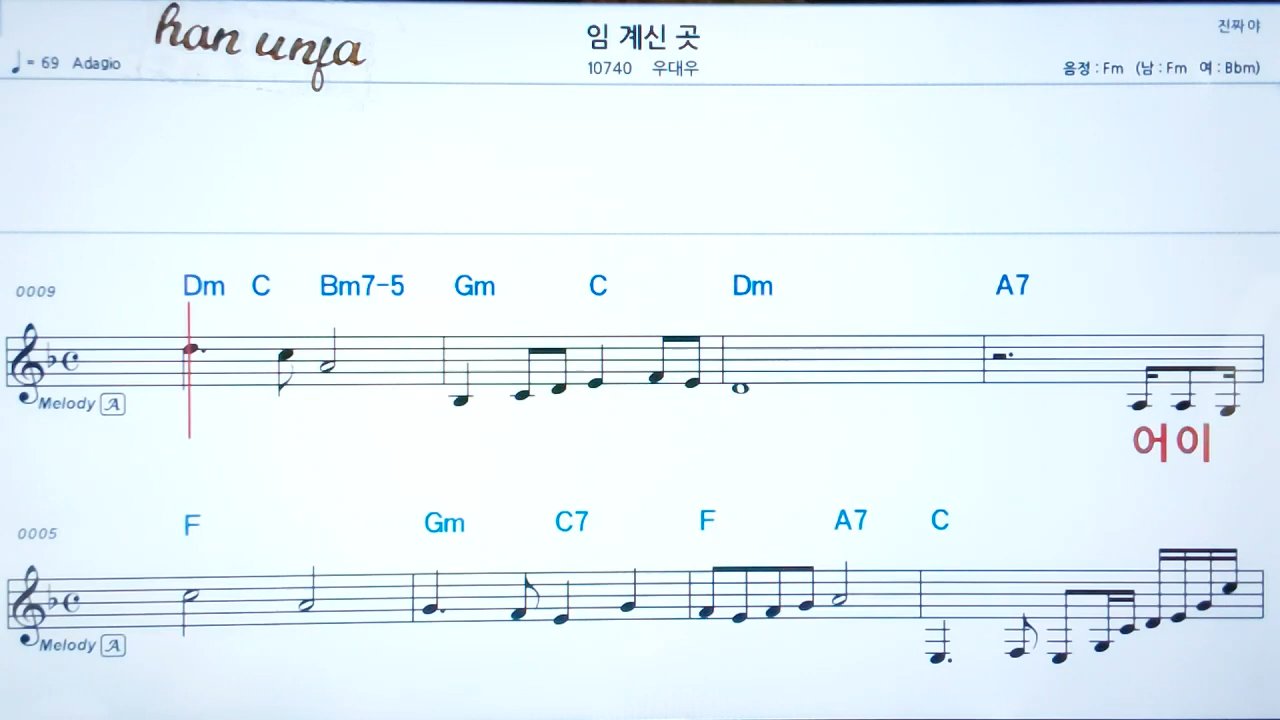 han unja
임 계신 곳
진짜야
♩= 69 Adagio
10740 우대우
음정 : Fm (남 : Fm 여 : Bbm)
0009
Dm C Bm7-5 Gm C Dm A7
Melody A
어이
0005
F Gm C7 F A7 C
Melody A